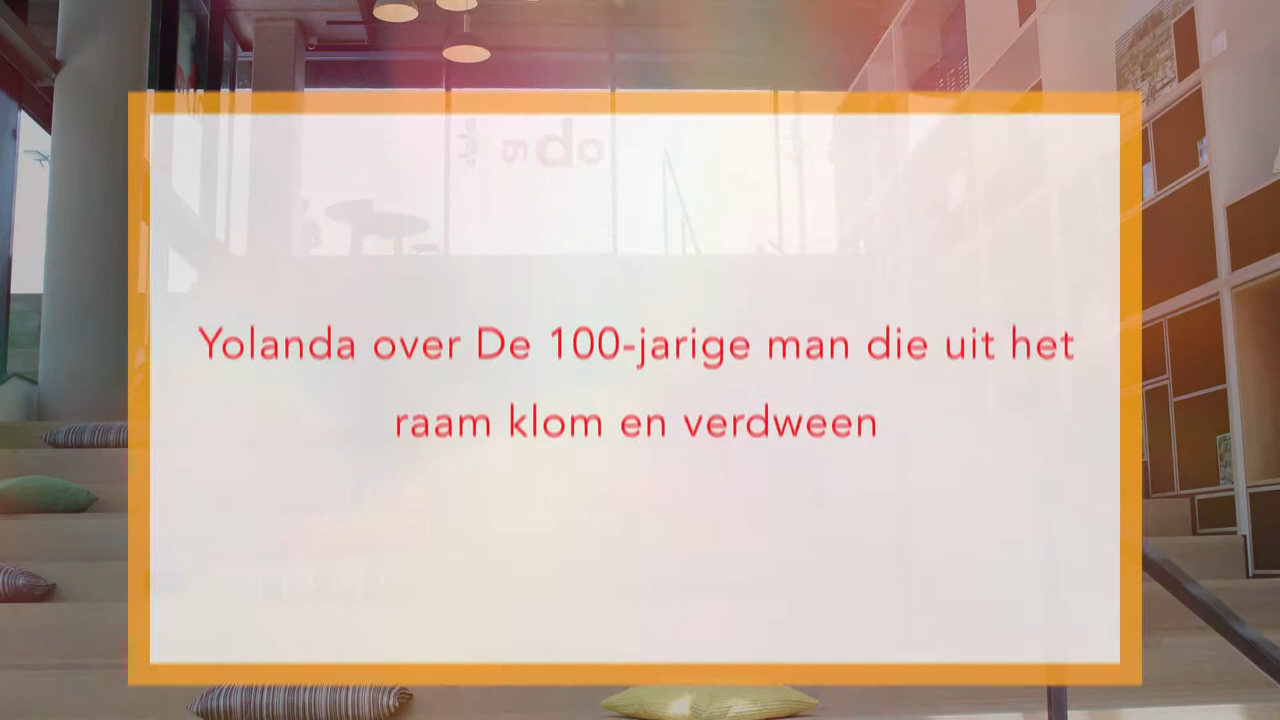 Yolanda over De 100-jarige man die uit het
raam klom en verdween